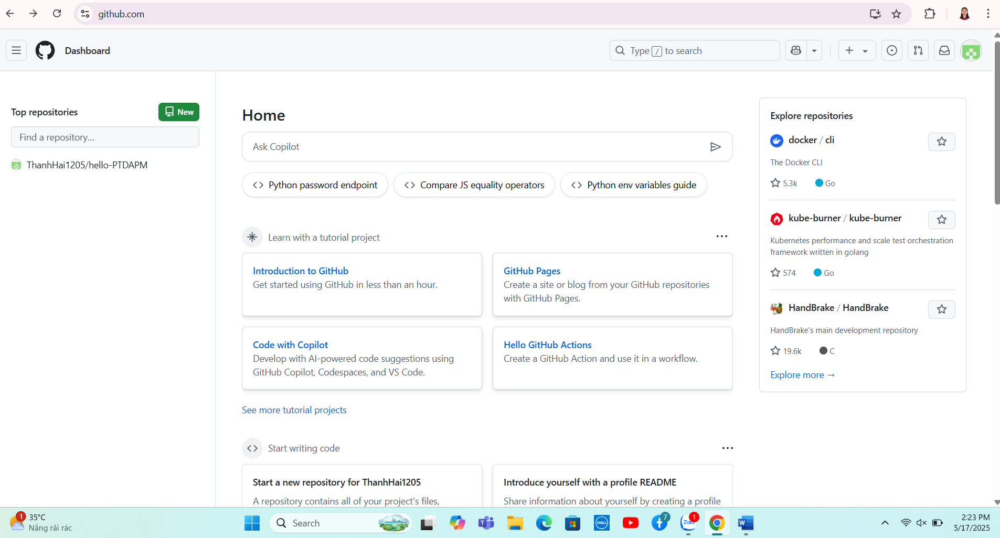 github.com
Dashboard
Type / to search
Top repositories
New
Find a repository...
ThanhHai1205/hello-PTDAPM
Home
Ask Copilot
Python password endpoint
Compare JS equality operators
Python env variables guide
Learn with a tutorial project
Introduction to GitHub
Get started using GitHub in less than an hour.
GitHub Pages
Create a site or blog from your GitHub repositories
with GitHub Pages.
Code with Copilot
Develop with AI-powered code suggestions using
GitHub Copilot, Codespaces, and VS Code.
Hello GitHub Actions
Create a GitHub Action and use it in a workflow.
See more tutorial projects
Start writing code
Start a new repository for ThanhHai1205
A repository contains all of your project's files,
Introduce yourself with a profile README
Share information about yourself by creating a profile
Explore repositories
docker / cli
The Docker CLI
5.3k Go
kube-burner / kube-burner
Kubernetes performance and scale test orchestration
framework written in golang
574 Go
HandBrake / HandBrake
HandBrake's main development repository
19.6k C
Explore more →
1
35°C
Nắng rải rác
Search
T
DELL
7
Zalo
1
W
2:23 PM
5/17/2025